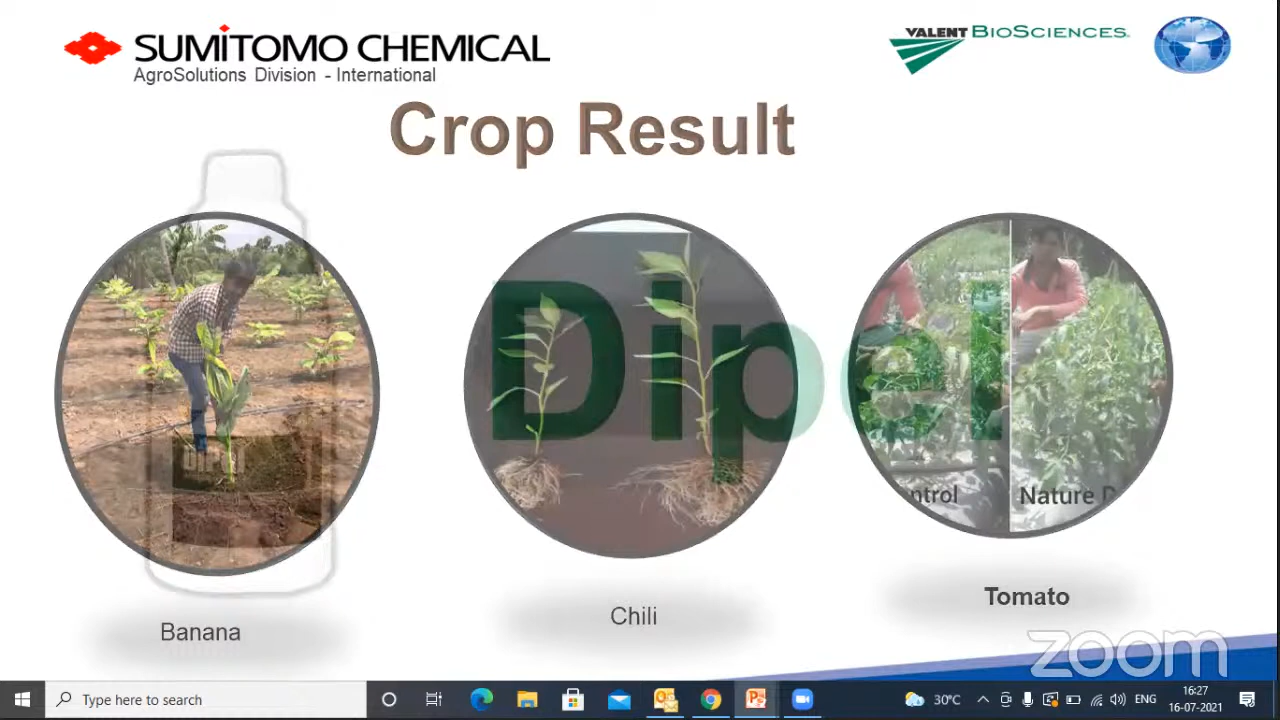 SUMITOMO CHEMICAL
AgroSolutions Division - International
VALENT BIOSCIENCES
Crop Result
Dipel
DiPel
ntrol
Nature
Banana
Chili
Tomato
zoom
Type here to search
30°C
ENG
16:27
16-07-2021